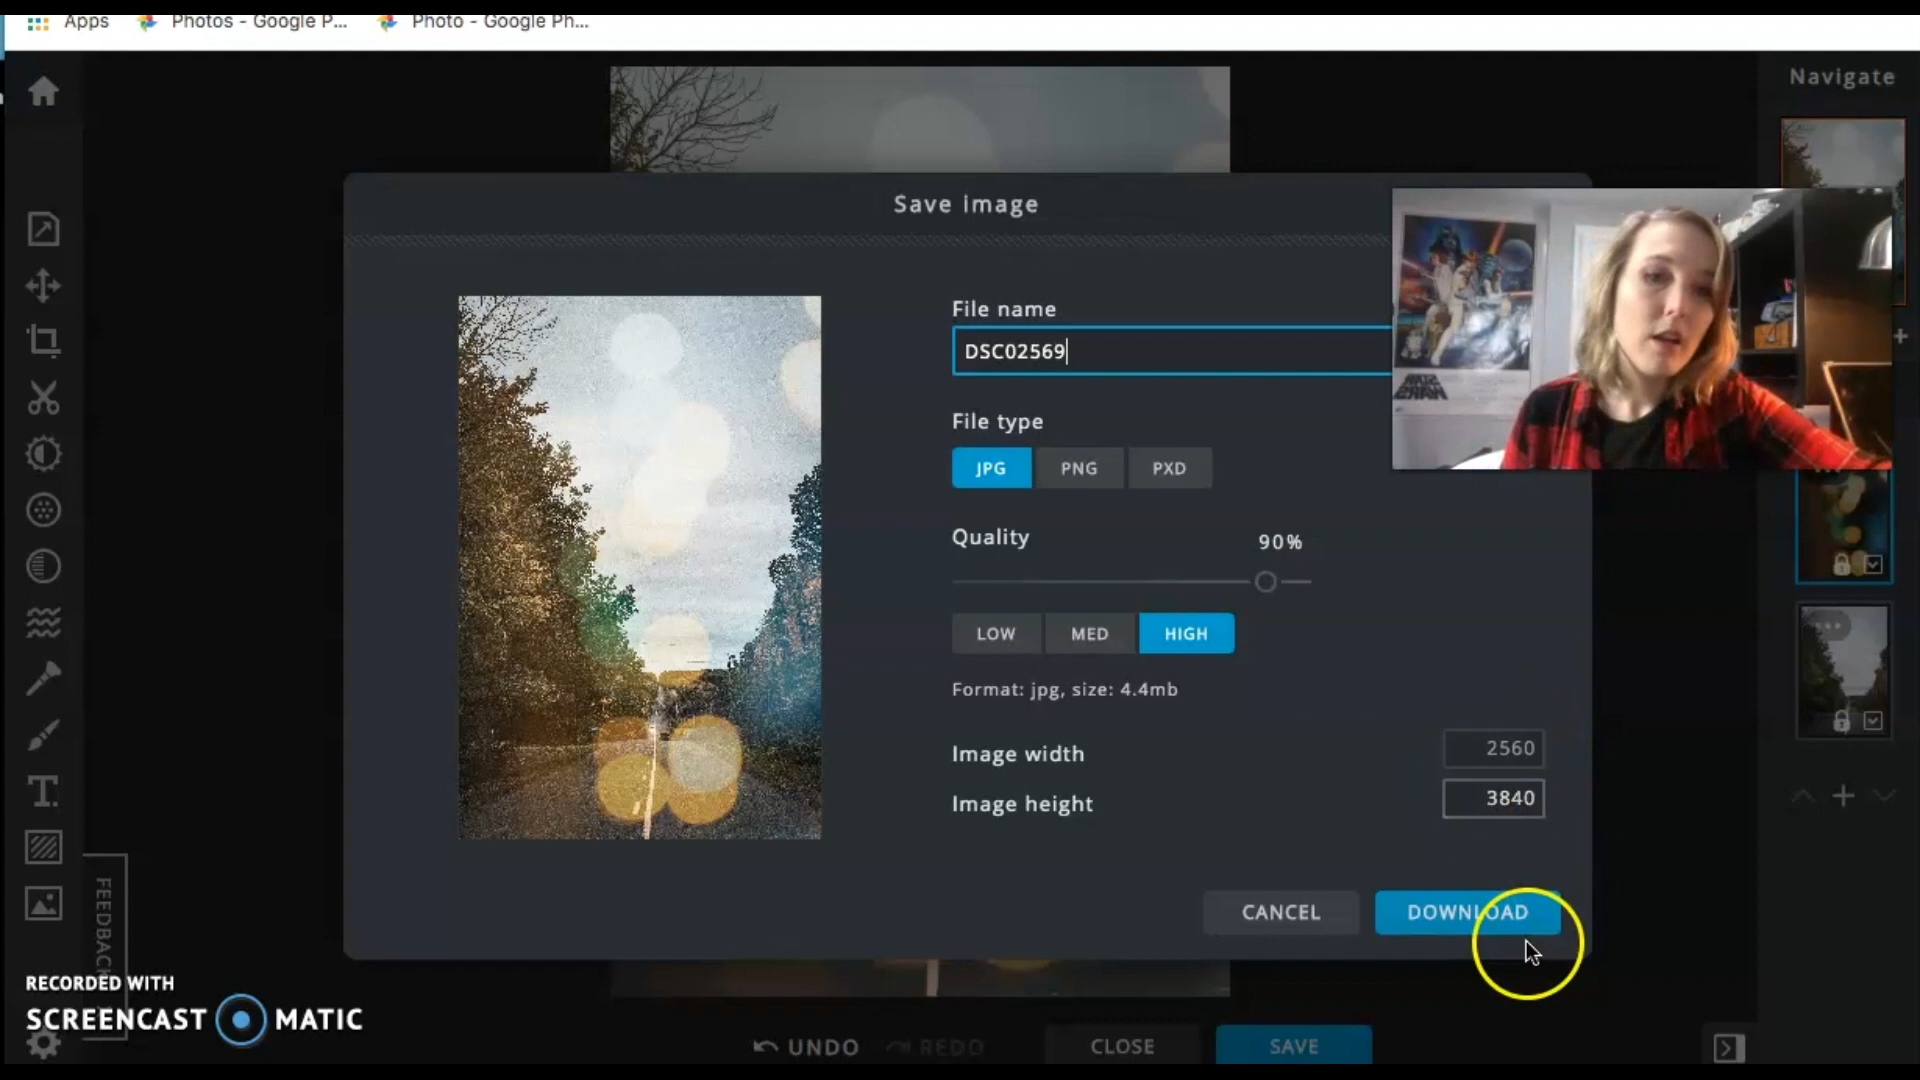 Apps Photos - Google P... Photo - Google Ph...
Navigate
Save image
File name
DSC02569
File type
JPG PNG PXD
Quality 90%
LOW MED HIGH
Format: jpg, size: 4.4mb
Image width 2560
Image height 3840
CANCEL DOWNLOAD
FEEDBACK
RECORDED WITH
SCREENCAST MATIC
UNDO REDO CLOSE SAVE
STAR
WARS